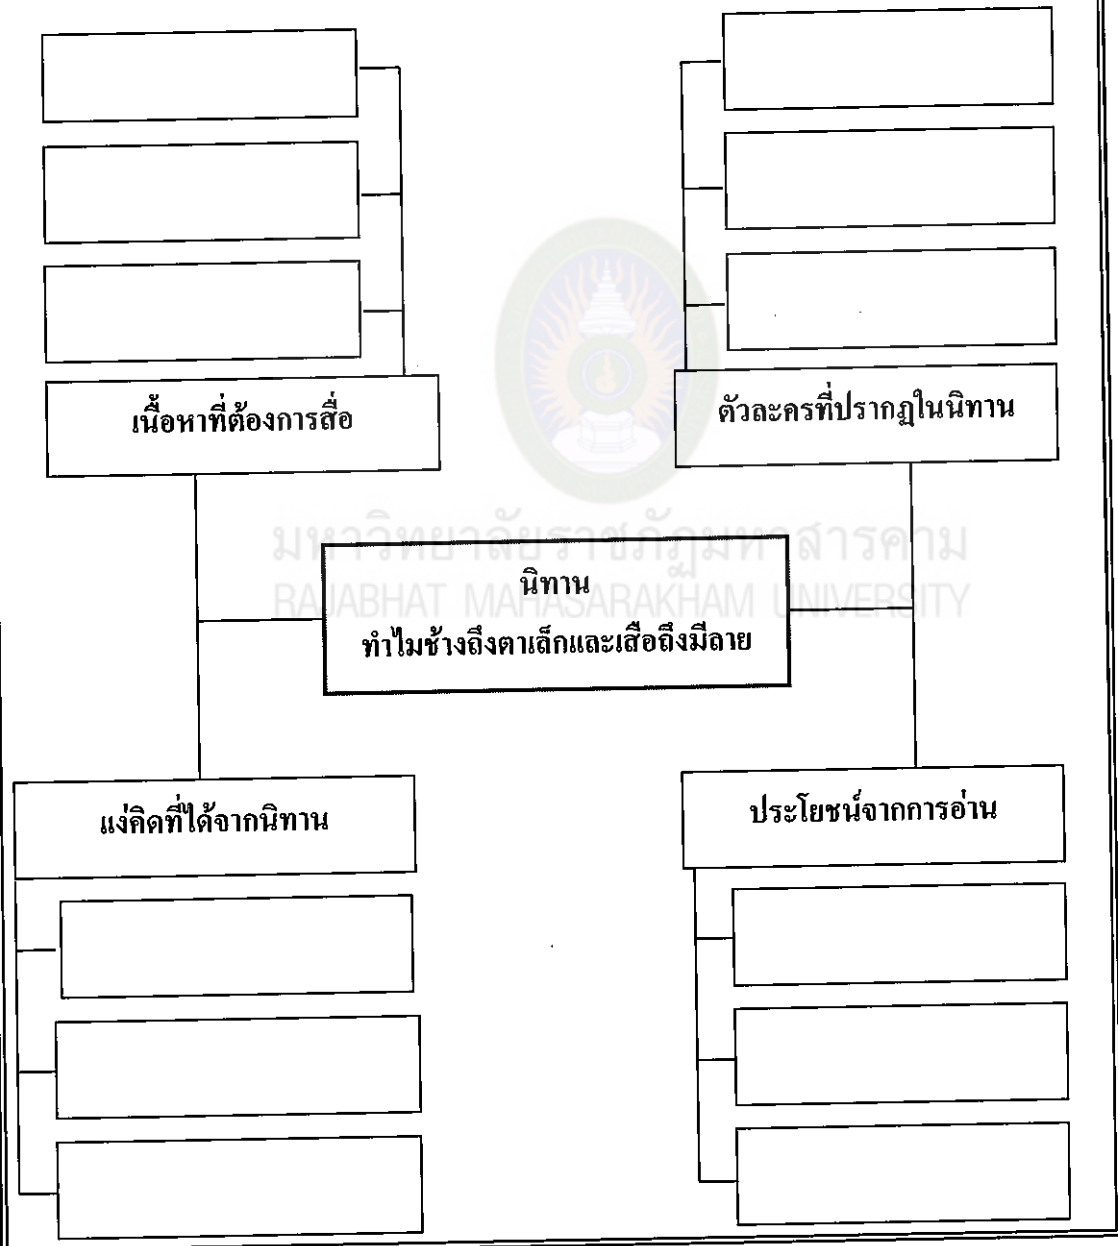 เนื้อหาที่ต้องการสื่อ
ตัวละครที่ปรากฏในนิทาน
มหาวิทยาลัยราชภัฏมหาสารคาม
RAJABHAT MAHASARAKHAM UNIVERSITY
นิทาน
ทำไมช้างถึงตาเล็กและเสือถึงมีลาย
แง่คิดที่ได้จากนิทาน
ประโยชน์จากการอ่าน